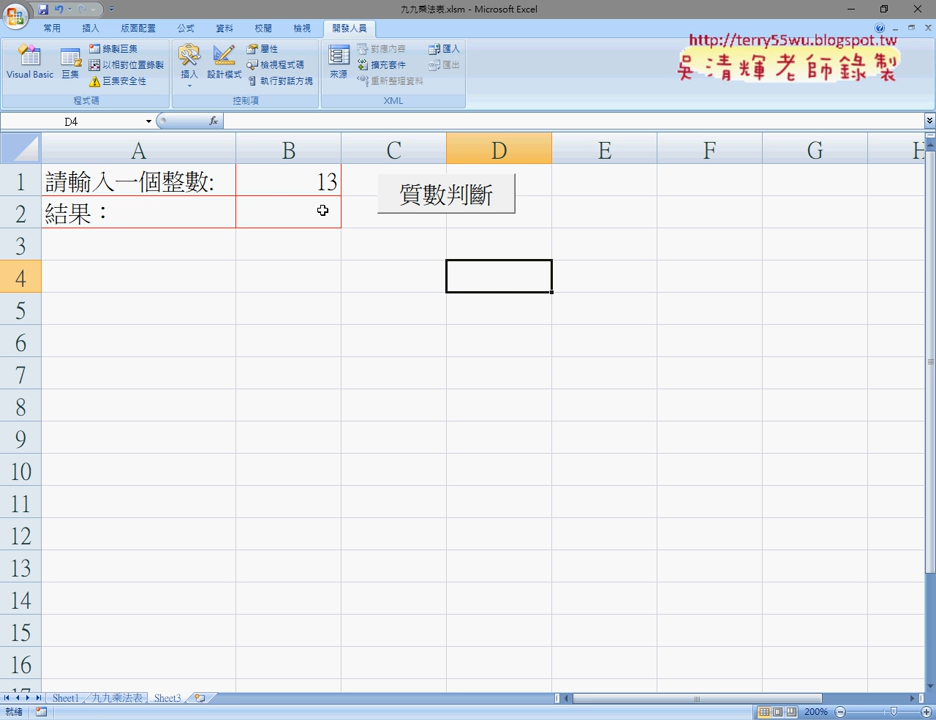 九九乘法表.xlsm - Microsoft Excel
常用 插入 版面配置 公式 資料 校閱 檢視 開發人員
http://terry55wu.blogspot.tw
吳清輝老師錄製
Visual Basic 巨集 錄製巨集 以相對位置錄製 巨集安全性
插入 設計模式 屬性 檢視程式碼 執行對話方塊
來源 對應內容 擴充套件 重新整理資料 匯入 匯出
程式碼 控制項 XML
D4 fx
A B C D E F G H
1 請輸入一個整數: 13 質數判斷
2 結果：
3
4
5
6
7
8
9
10
11
12
13
14
15
16
17
Sheet1 九九乘法表 Sheet3
就緒 200%